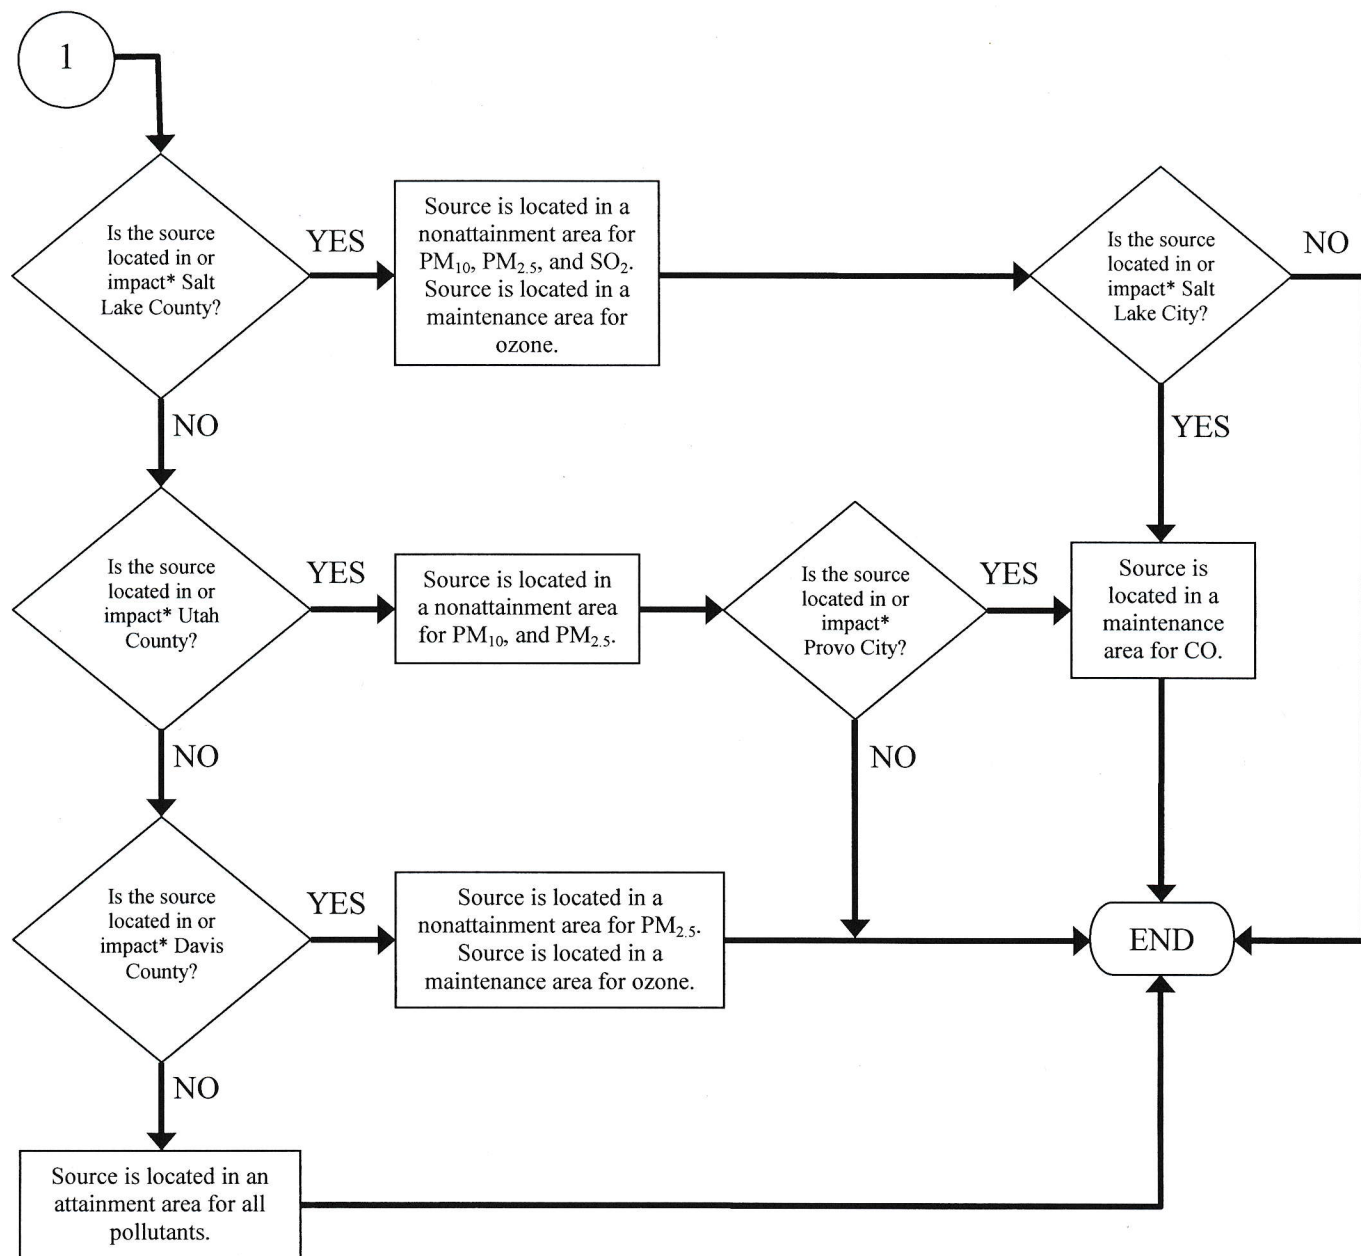 1
Is the source
located in or
impact* Salt
Lake County?
YES
Source is located in a
nonattainment area for
PM₁₀, PM₂.₅, and SO₂.
Source is located in a
maintenance area for
ozone.
Is the source
located in or
impact* Salt
Lake City?
NO
NO
YES
Is the source
located in or
impact* Utah
County?
YES
Source is located in
a nonattainment area
for PM₁₀, and PM₂.₅.
Is the source
located in or
impact*
Provo City?
YES
Source is
located in a
maintenance
area for CO.
NO
NO
Is the source
located in or
impact* Davis
County?
YES
Source is located in a
nonattainment area for PM₂.₅.
Source is located in a
maintenance area for ozone.
END
NO
Source is located in an
attainment area for all
pollutants.